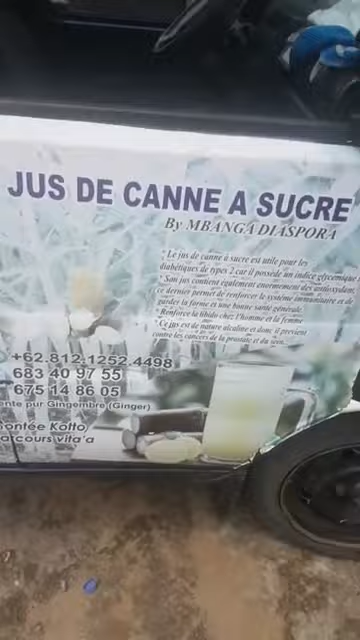 JUS DE CANNE A SUCRE
By MBANGA DIASPORA
* Le jus de canne à sucre est utile pour les
diabétiques de types 2 car il possède un indice glycémique
* Son jus contient également énormement des antioxydents
ce dernier permet de renforcer le système immunitaire et de
garder la forme et une bonne santé générale
* Renforce la libido chez l'homme et la femme
* Ce jus est de nature alcaline et donc il prévient
contre les cancers de la prostate et du sein
+62.812.1252.4498
683 40 97 55
675 14 86 05
ente pur Gingembre (Ginger)
ontée Kotto
arcours vita'a